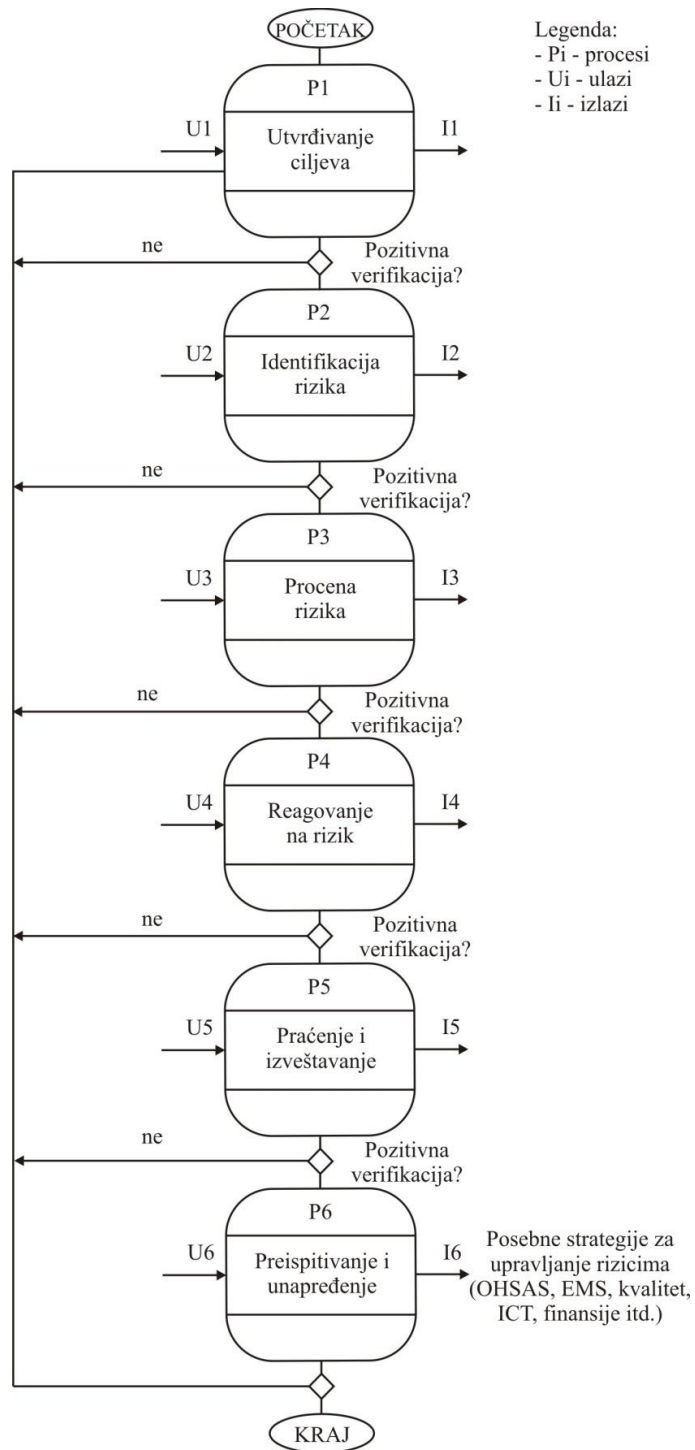 POČETAK
Legenda:
- Pi - procesi
- Ui - ulazi
- Ii - izlazi
P1
U1
Utvrđivanje
ciljeva
I1
ne
Pozitivna
verifikacija?
P2
U2
Identifikacija
rizika
I2
ne
Pozitivna
verifikacija?
P3
U3
Procena
rizika
I3
ne
Pozitivna
verifikacija?
P4
U4
Reagovanje
na rizik
I4
ne
Pozitivna
verifikacija?
P5
U5
Praćenje i
izveštavanje
I5
ne
Pozitivna
verifikacija?
P6
U6
Preispitivanje i
unapređenje
I6
Posebne strategije za
upravljanje rizicima
(OHSAS, EMS, kvalitet,
ICT, finansije itd.)
KRAJ